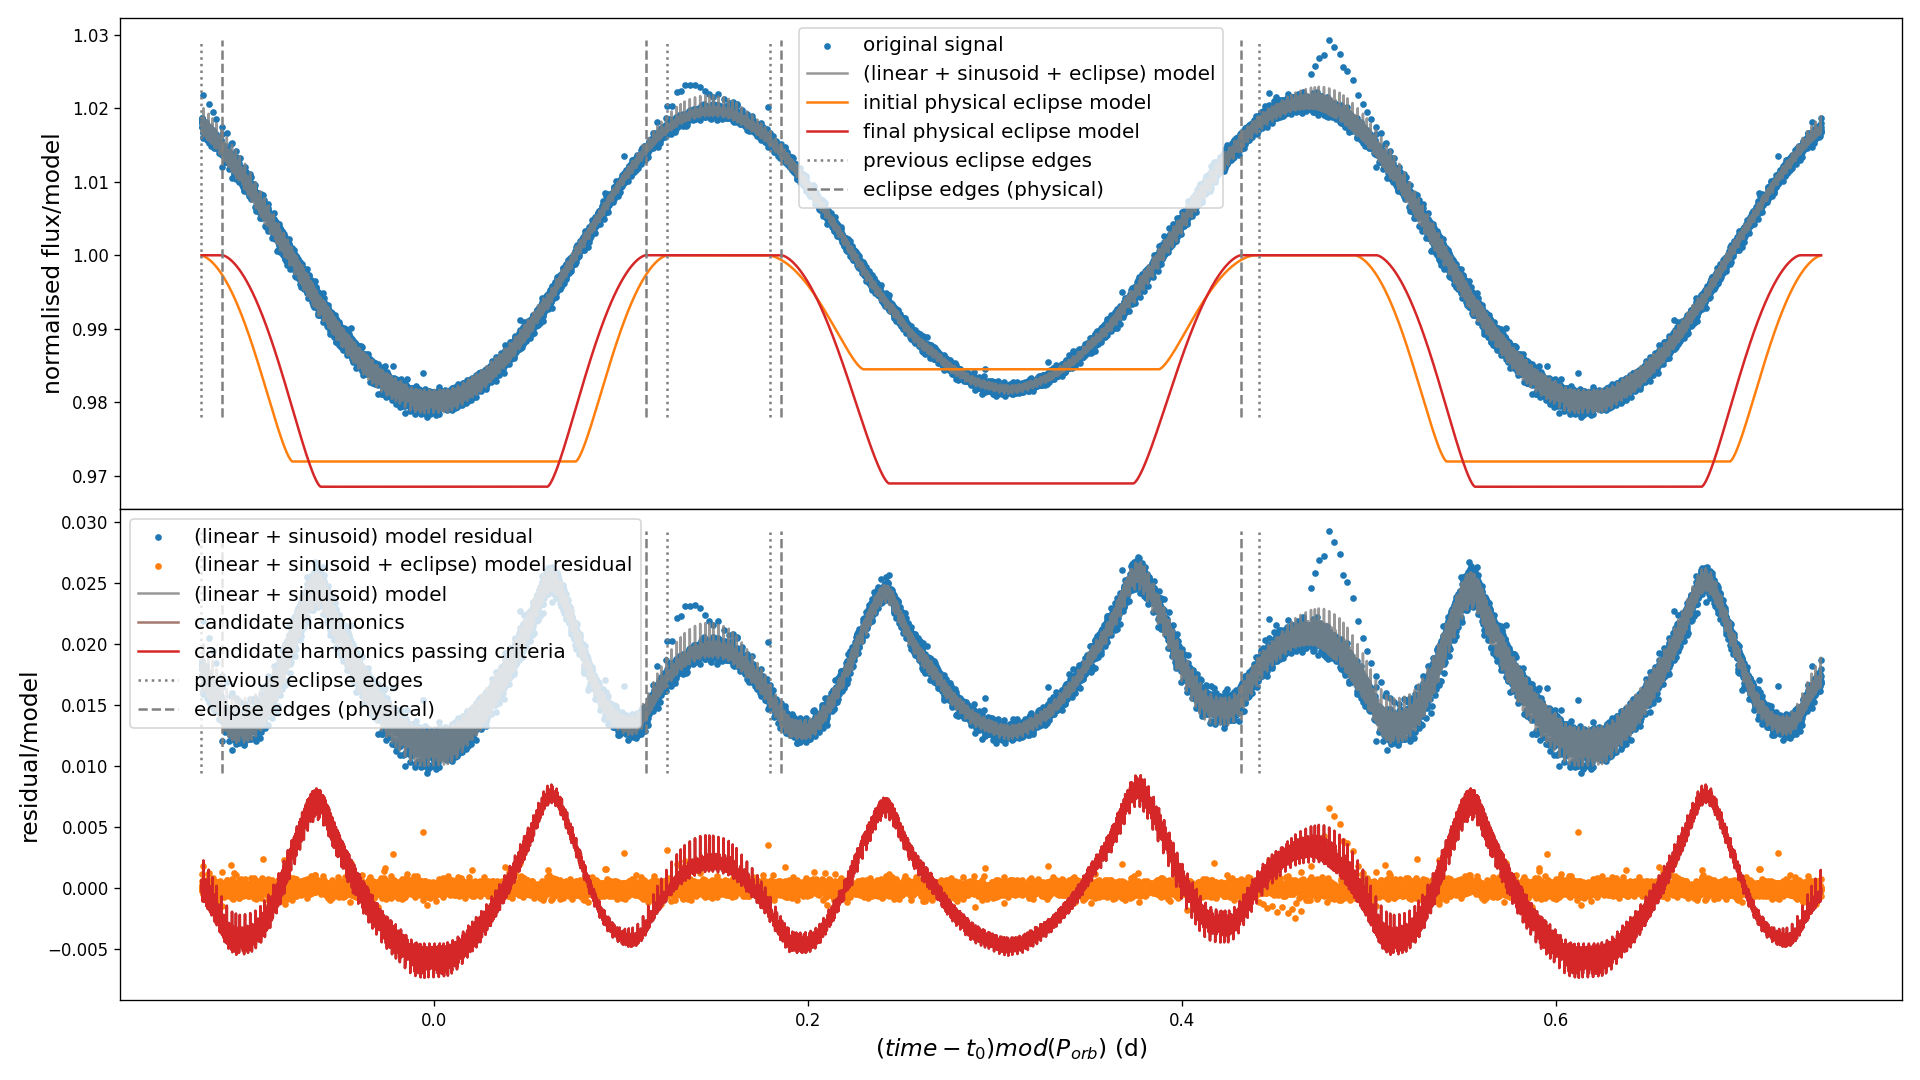 normalised flux/model
1.03
1.02
1.01
1.00
0.99
0.98
0.97
original signal
(linear + sinusoid + eclipse) model
initial physical eclipse model
final physical eclipse model
previous eclipse edges
eclipse edges (physical)
residual/model
0.030
0.025
0.020
0.015
0.010
0.005
0.000
−0.005
(linear + sinusoid) model residual
(linear + sinusoid + eclipse) model residual
(linear + sinusoid) model
candidate harmonics
candidate harmonics passing criteria
previous eclipse edges
eclipse edges (physical)
0.0 0.2 0.4 0.6
(time − t₀)mod(P_orb) (d)